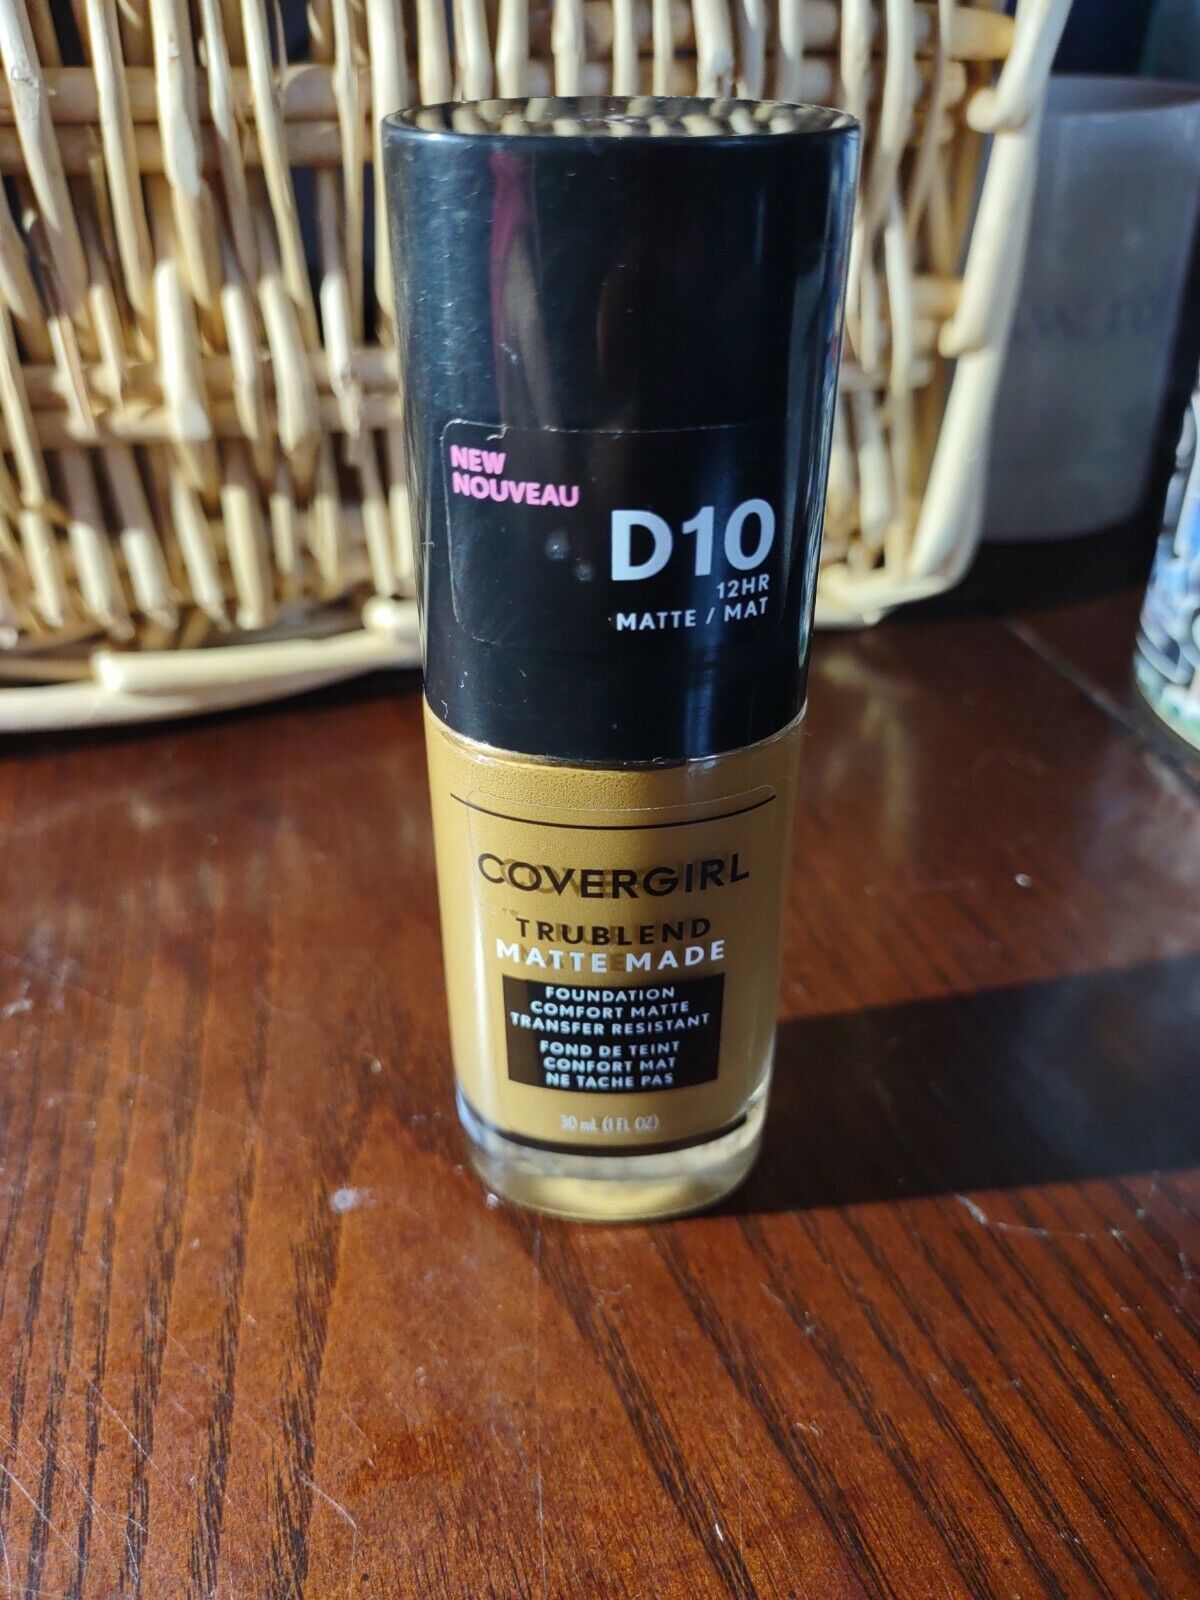 NEW
NOUVEAU
D10
12HR
MATTE / MAT
COVERGIRL
TRUBLEND
MATTE MADE
FOUNDATION
COMFORT MATTE
TRANSFER RESISTANT
FOND DE TEINT
CONFORT MAT
NE TACHE PAS
30 mL (1 FL OZ)